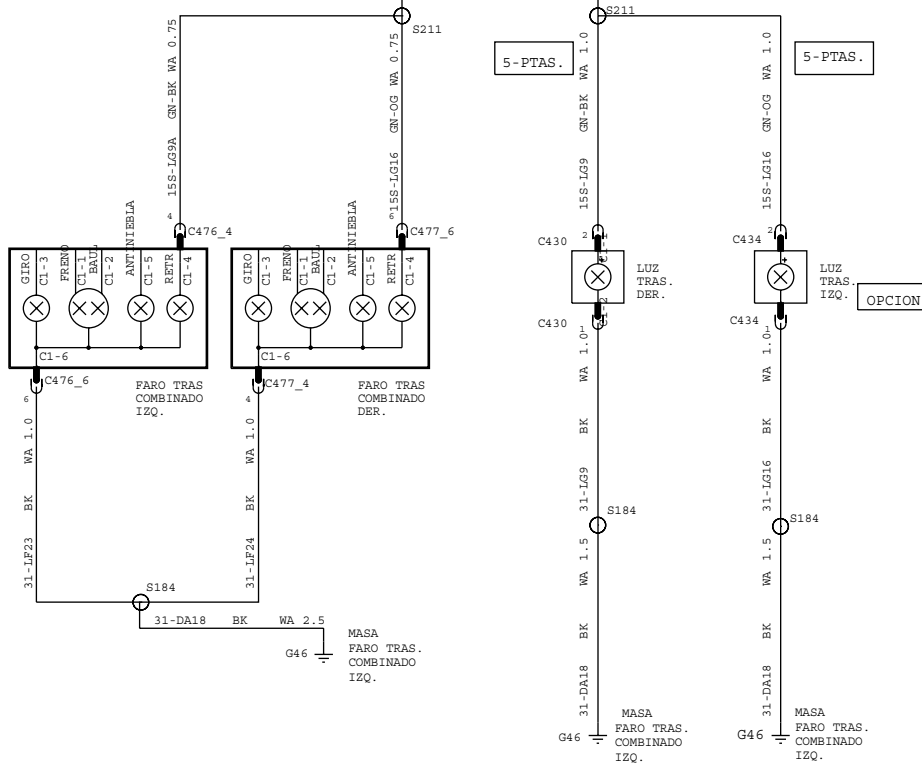 S211
15S-LG9A GN-BK WA 0.75
15S-LG16 GN-OG WA 0.75
4
C476_4
6
C477_6
GIRO
C1-3
FRENO
C1-1
BAUL
C1-2
ANTINIEBLA
C1-5
RETR
C1-4
GIRO
C1-3
FRENO
C1-1
BAUL
C1-2
ANTINIEBLA
C1-5
RETR
C1-4
C1-6
C1-6
C476_6
6
C477_4
4
FARO TRAS
COMBINADO
IZQ.
FARO TRAS
COMBINADO
DER.
31-LF23 BK WA 1.0
31-LF24 BK WA 1.0
S184
31-DA18 BK WA 2.5
G46
MASA
FARO TRAS.
COMBINADO
IZQ.
S211
5-PTAS.
5-PTAS.
15S-LG9 GN-BK WA 1.0
15S-LG16 GN-OG WA 1.0
C430
2
C1-1
C434
2
LUZ
TRAS.
DER.
LUZ
TRAS.
IZQ.
OPCION
C430
1
C1-2
C434
1
31-LG9 BK WA 1.0
31-LG16 BK WA 1.0
S184
S184
31-DA18 BK WA 1.5
31-DA18 BK WA 1.5
G46
MASA
FARO TRAS.
COMBINADO
IZQ.
G46
MASA
FARO TRAS.
COMBINADO
IZQ.